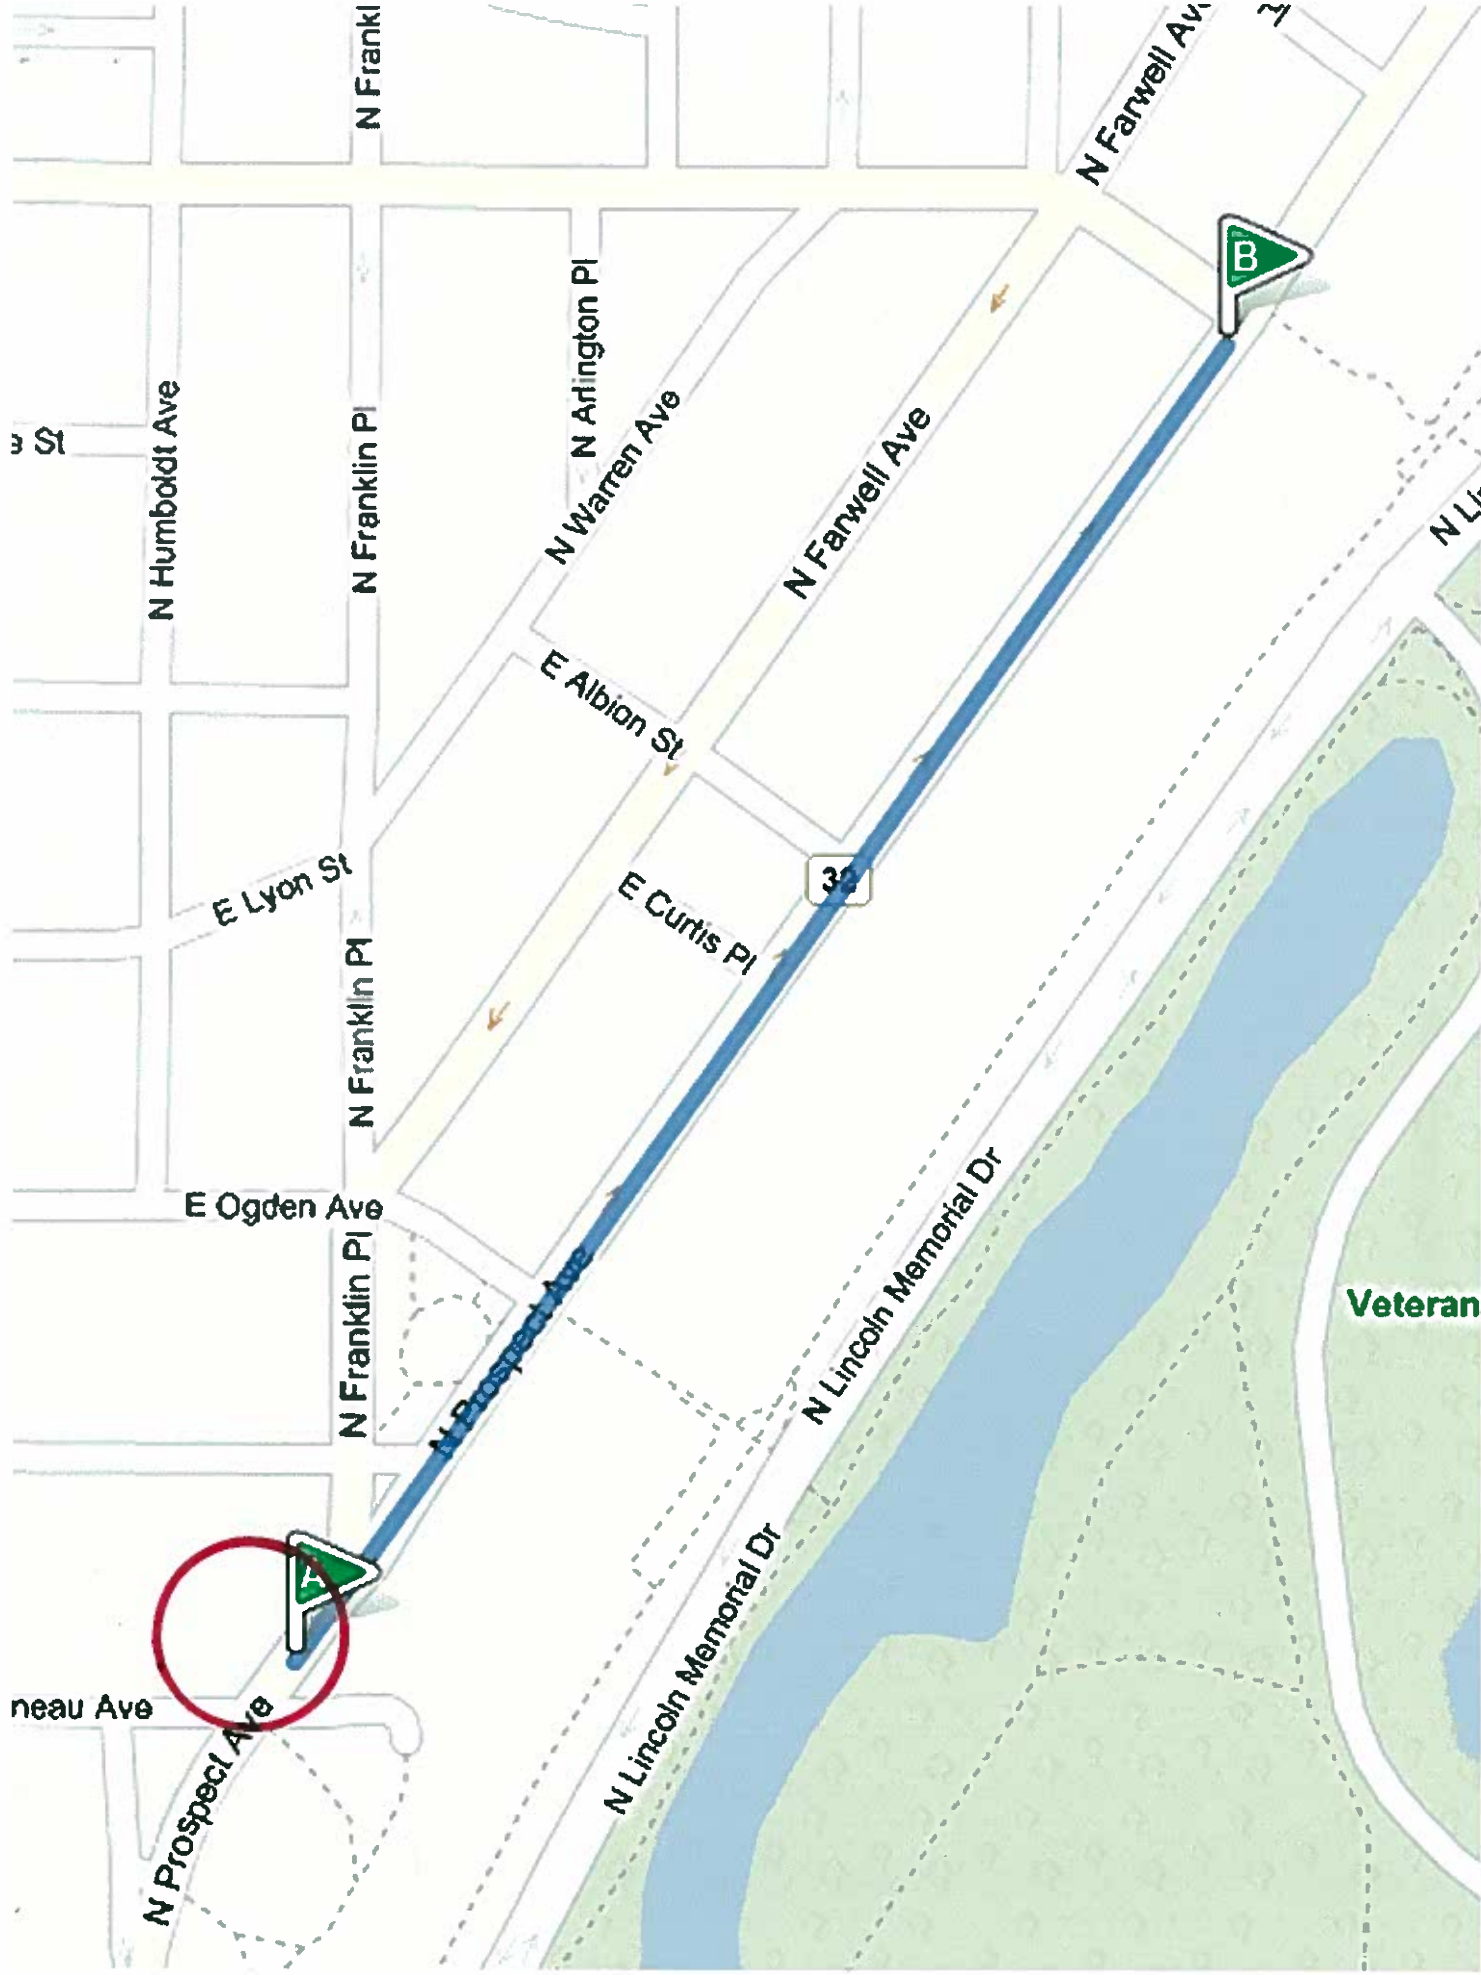 N Frankl
N Farwell Ave
B
N Arlington Pl
N Humboldt Ave
N Franklin Pl
N Warren Ave
N Farwell Ave
e St
E Albion St
E Lyon St
32
E Curtis Pl
N Franklin Pl
E Ogden Ave
N Lincoln Memorial Dr
N Franklin Pl
N Prospect Ave
Veteran
A
N Lincoln Memorial Dr
neau Ave
N Prospect Ave